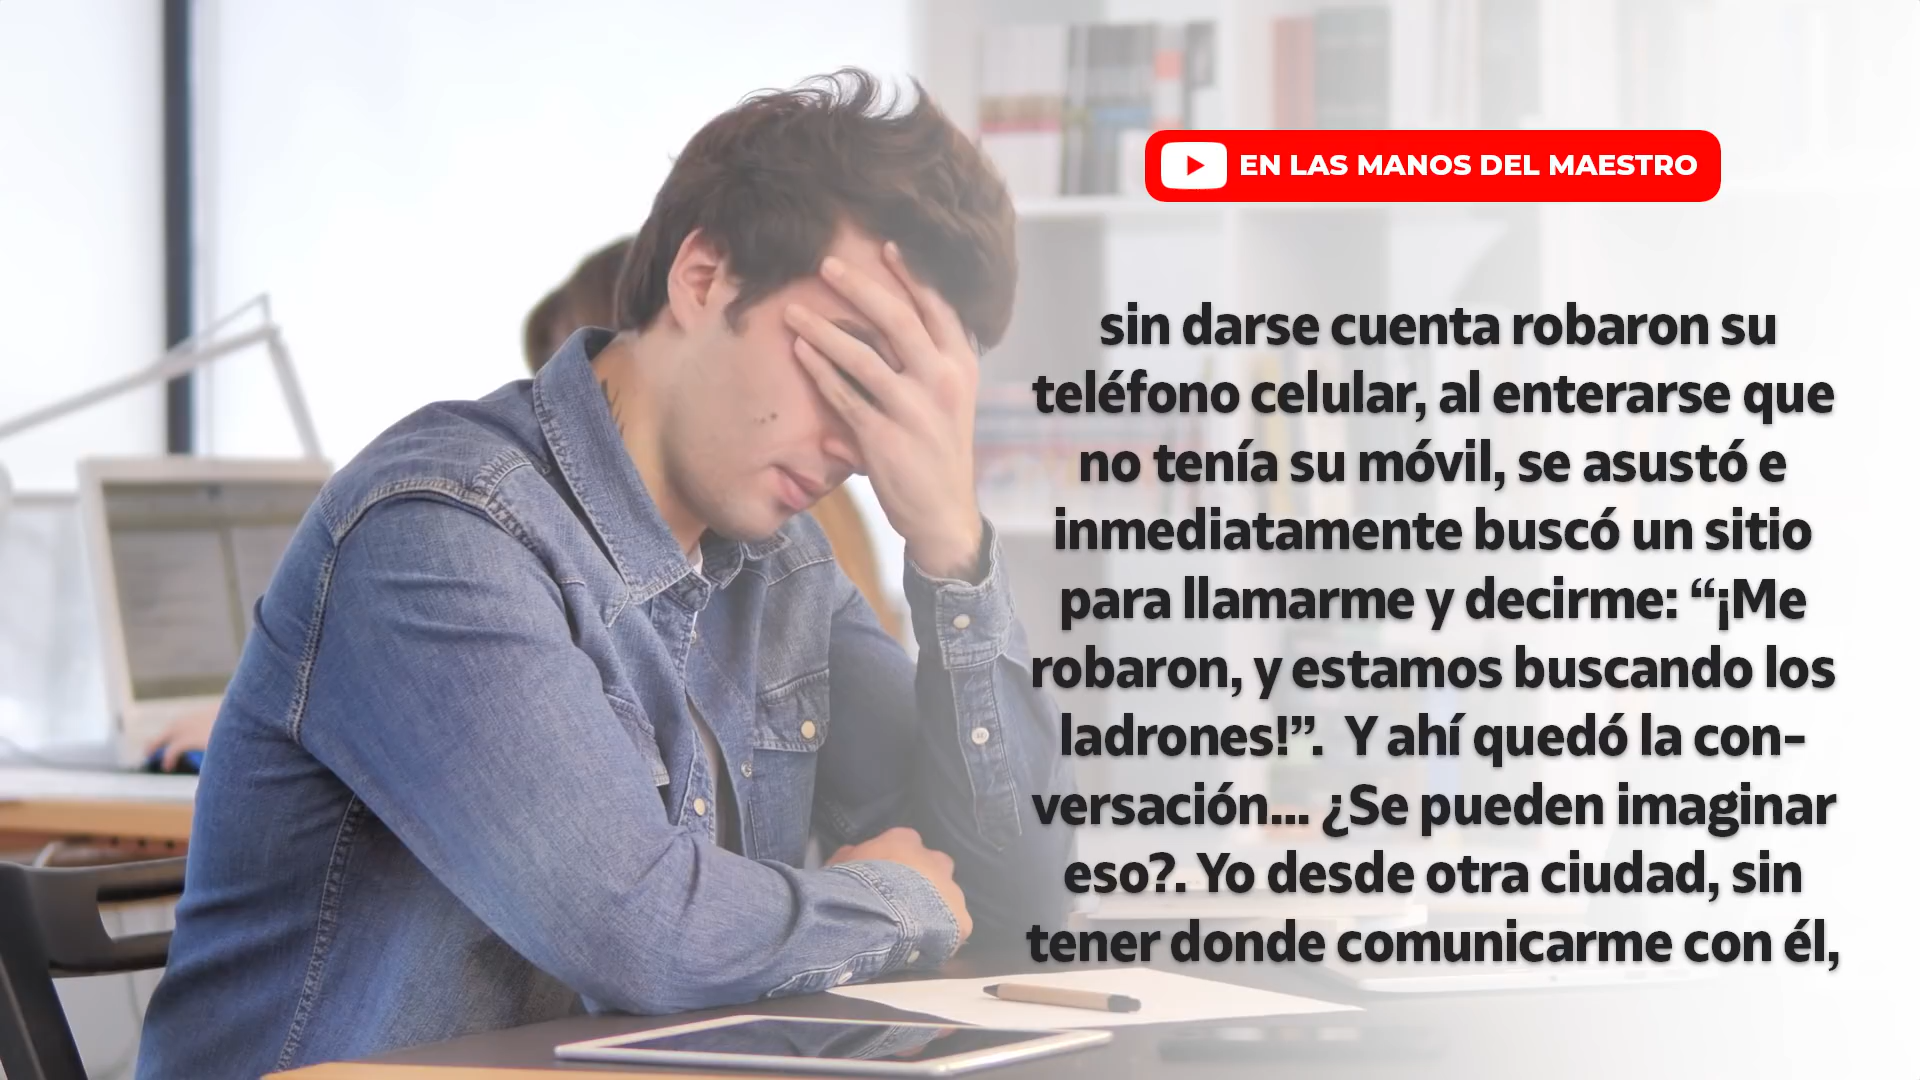 EN LAS MANOS DEL MAESTRO
sin darse cuenta robaron su
teléfono celular, al enterarse que
no tenía su móvil, se asustó e
inmediatamente buscó un sitio
para llamarme y decirme: “¡Me
robaron, y estamos buscando los
ladrones!”.  Y ahí quedó la con-
versación... ¿Se pueden imaginar
eso?. Yo desde otra ciudad, sin
tener donde comunicarme con él,